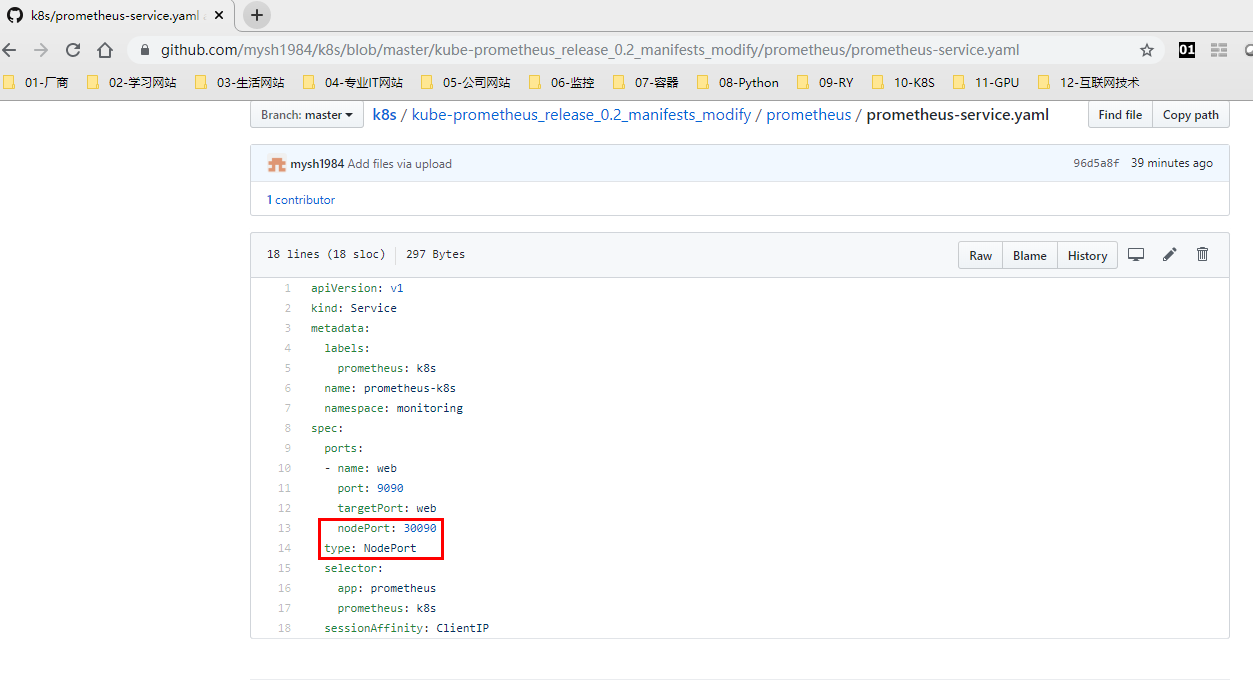 k8s/prometheus-service.yaml
github.com/mysh1984/k8s/blob/master/kube-prometheus_release_0.2_manifests_modify/prometheus/prometheus-service.yaml
01
01-厂商 02-学习网站 03-生活网站 04-专业IT网站 05-公司网站 06-监控 07-容器 08-Python 09-RY 10-K8S 11-GPU 12-互联网技术
Branch: master k8s / kube-prometheus_release_0.2_manifests_modify / prometheus / prometheus-service.yaml Find file Copy path
mysh1984 Add files via upload 96d5a8f 39 minutes ago
1 contributor
18 lines (18 sloc) 297 Bytes Raw Blame History
1 apiVersion: v1
2 kind: Service
3 metadata:
4 labels:
5 prometheus: k8s
6 name: prometheus-k8s
7 namespace: monitoring
8 spec:
9 ports:
10 - name: web
11 port: 9090
12 targetPort: web
13 nodePort: 30090
14 type: NodePort
15 selector:
16 app: prometheus
17 prometheus: k8s
18 sessionAffinity: ClientIP